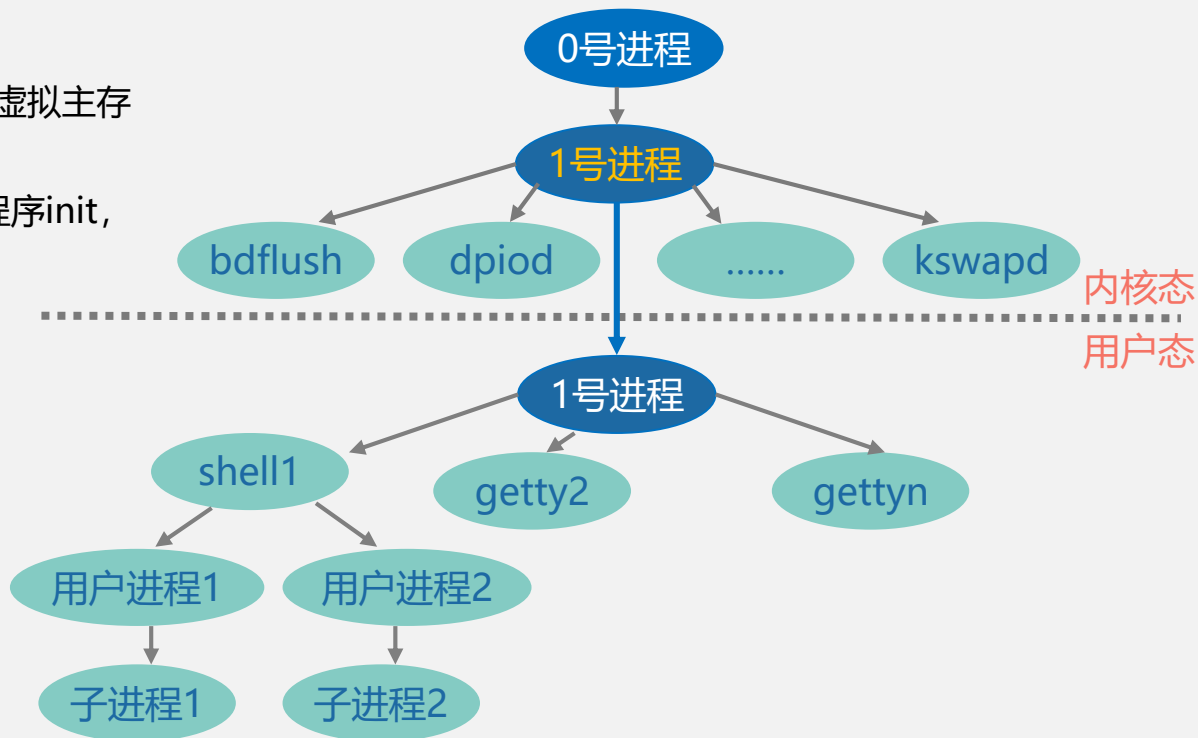 0号进程
虚拟主存
1号进程
程序init，
bdflush
dpiod
......
kswapd
内核态
用户态
1号进程
shell1
getty2
gettyn
用户进程1
用户进程2
子进程1
子进程2